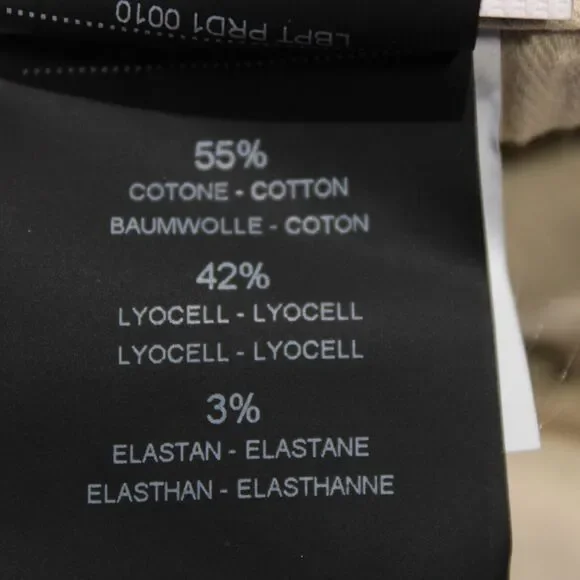 LBPT PRD1 0010
55%
COTONE - COTTON
BAUMWOLLE - COTON
42%
LYOCELL - LYOCELL
LYOCELL - LYOCELL
3%
ELASTAN - ELASTANE
ELASTHAN - ELASTHANNE